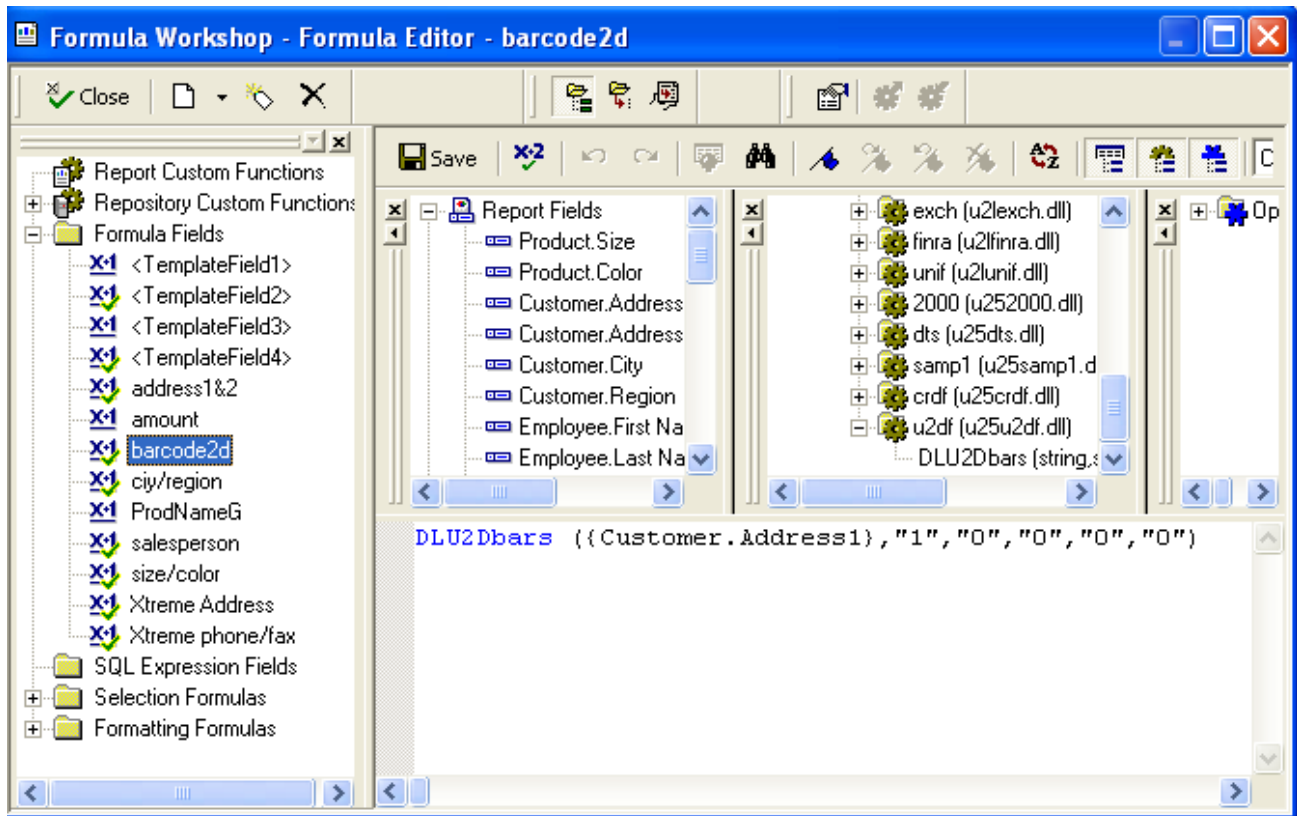 Formula Workshop - Formula Editor - barcode2d
Close
Report Custom Functions
Repository Custom Functions
Formula Fields
<TemplateField1>
<TemplateField2>
<TemplateField3>
<TemplateField4>
address1&2
amount
barcode2d
ciy/region
ProdNameG
salesperson
size/color
Xtreme Address
Xtreme phone/fax
SQL Expression Fields
Selection Formulas
Formatting Formulas
Save
Report Fields
Product.Size
Product.Color
Customer.Address
Customer.Address
Customer.City
Customer.Region
Employee.First Na
Employee.Last Na
exch (u2lexch.dll)
finra (u2lfinra.dll)
unif (u2lunif.dll)
2000 (u252000.dll)
dts (u25dts.dll)
samp1 (u25samp1.d
crdf (u25crdf.dll)
u2df (u25u2df.dll)
DLU2Dbars (string,s
Op
DLU2Dbars ({Customer.Address1},"1","0","0","0","0")